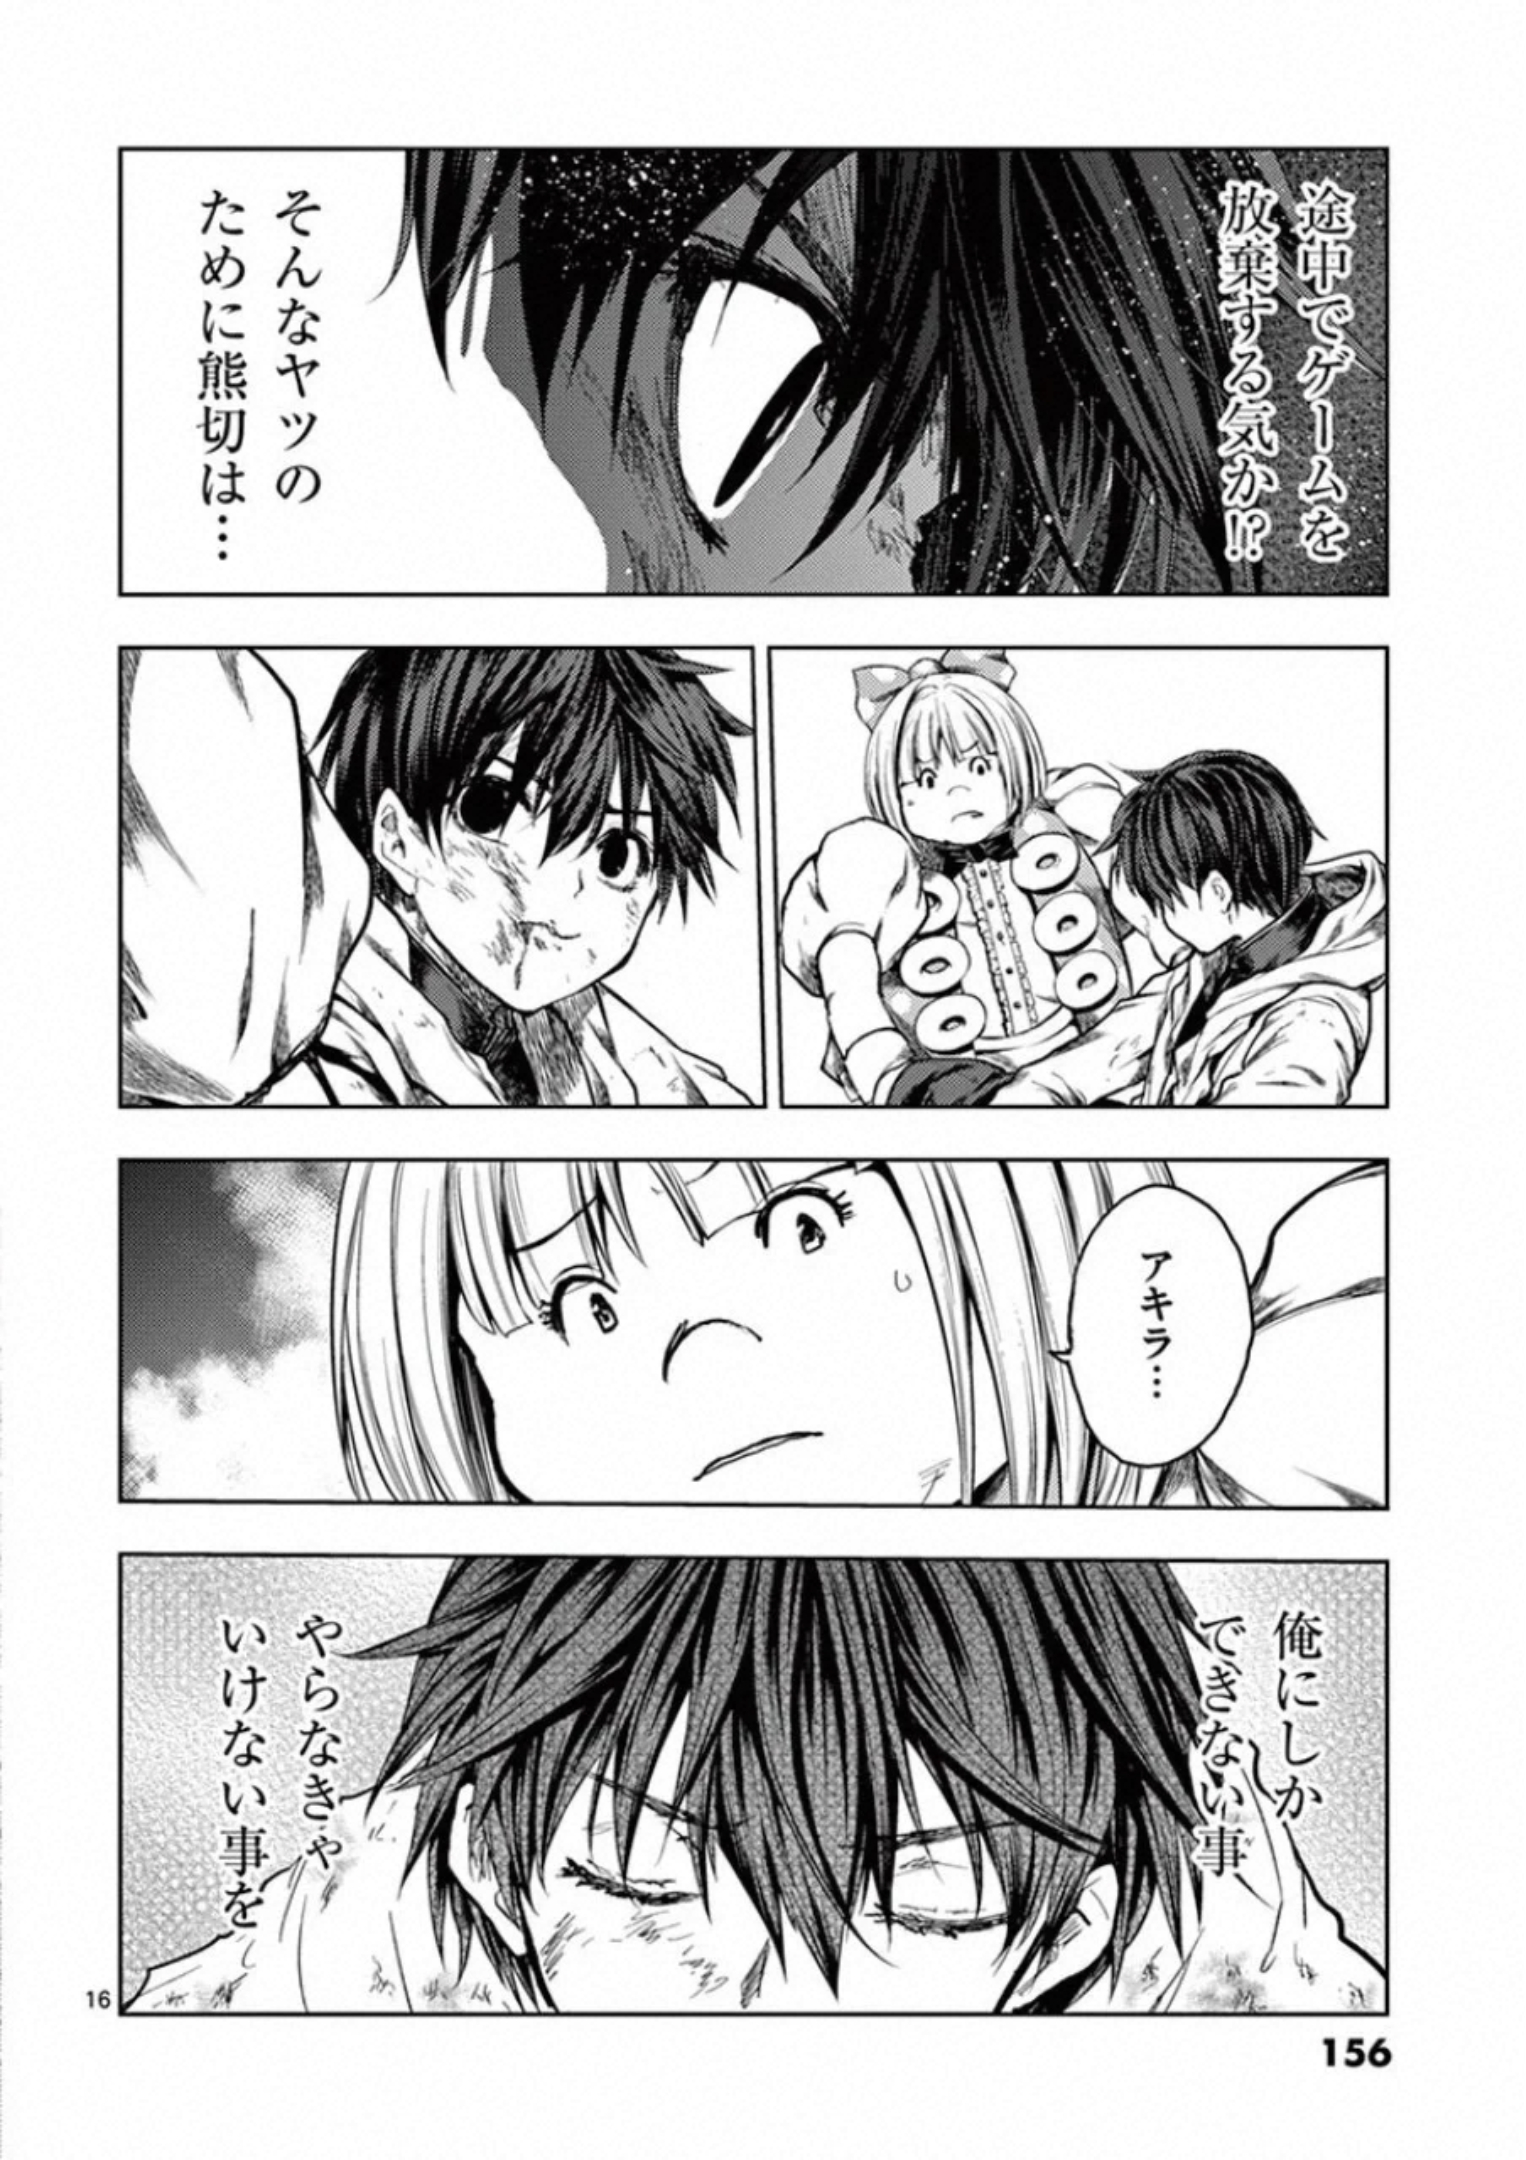 途中でゲームを
放棄する気か!?
そんなヤツの
ために熊切は…
アキラ…
俺にしか
できない事
やらなきゃ
いけない事を
16
156